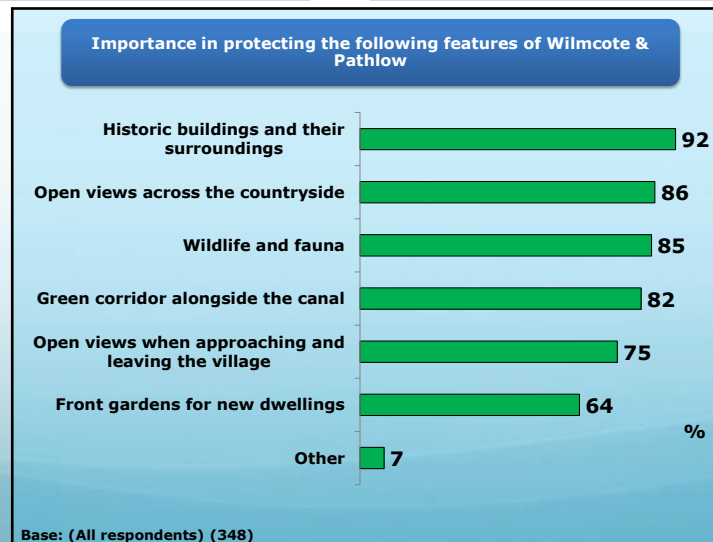 Importance in protecting the following features of Wilmcote &
Pathlow
Historic buildings and their
surroundings
92
Open views across the countryside
86
Wildlife and fauna
85
Green corridor alongside the canal
82
Open views when approaching and
leaving the village
75
Front gardens for new dwellings
64
%
Other
7
Base: (All respondents) (348)